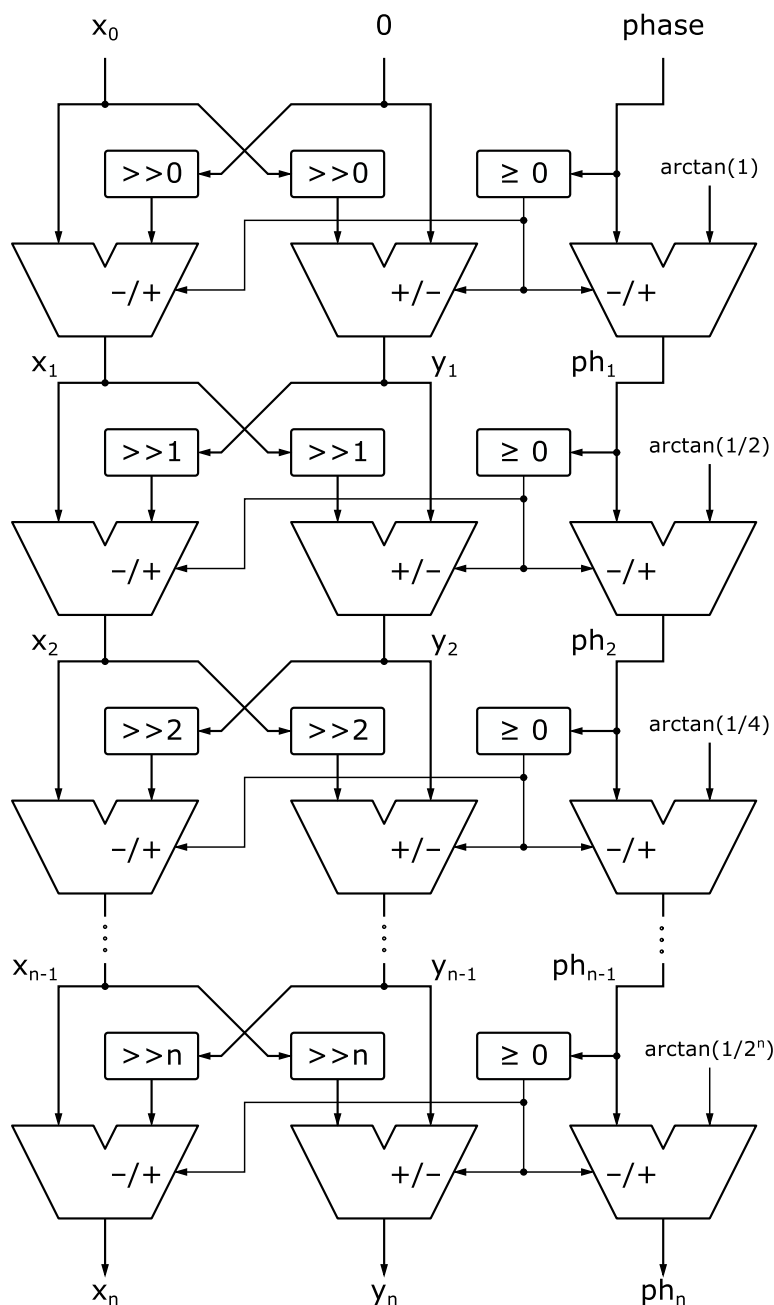 x₀ 0 phase
>>0 >>0 ≥ 0 arctan(1)
−/+ +/− −/+
x₁ y₁ ph₁
>>1 >>1 ≥ 0 arctan(1/2)
−/+ +/− −/+
x₂ y₂ ph₂
>>2 >>2 ≥ 0 arctan(1/4)
−/+ +/− −/+
xₙ₋₁ yₙ₋₁ phₙ₋₁
>>n >>n ≥ 0 arctan(1/2ⁿ)
−/+ +/− −/+
xₙ yₙ phₙ